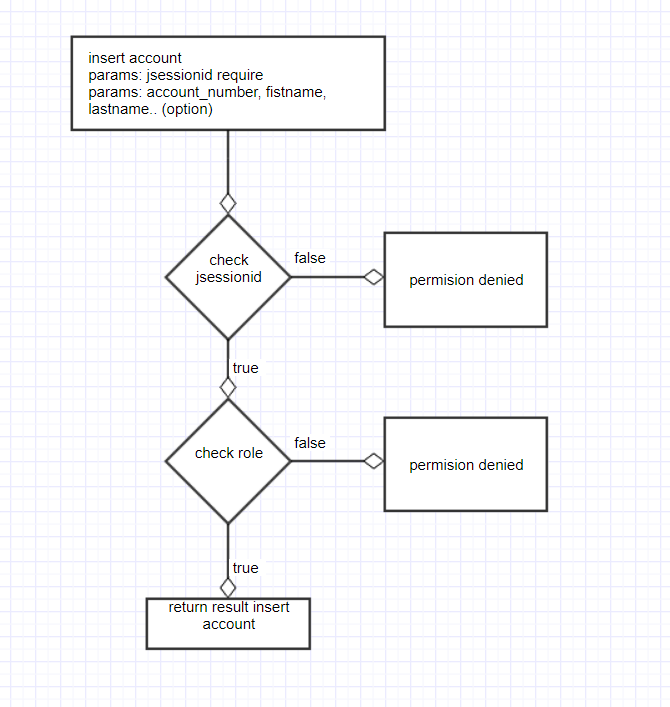 insert account
params: jsessionid require
params: account_number, fistname,
lastname.. (option)
check
jsessionid
false
permision denied
true
check role
false
permision denied
true
return result insert
account